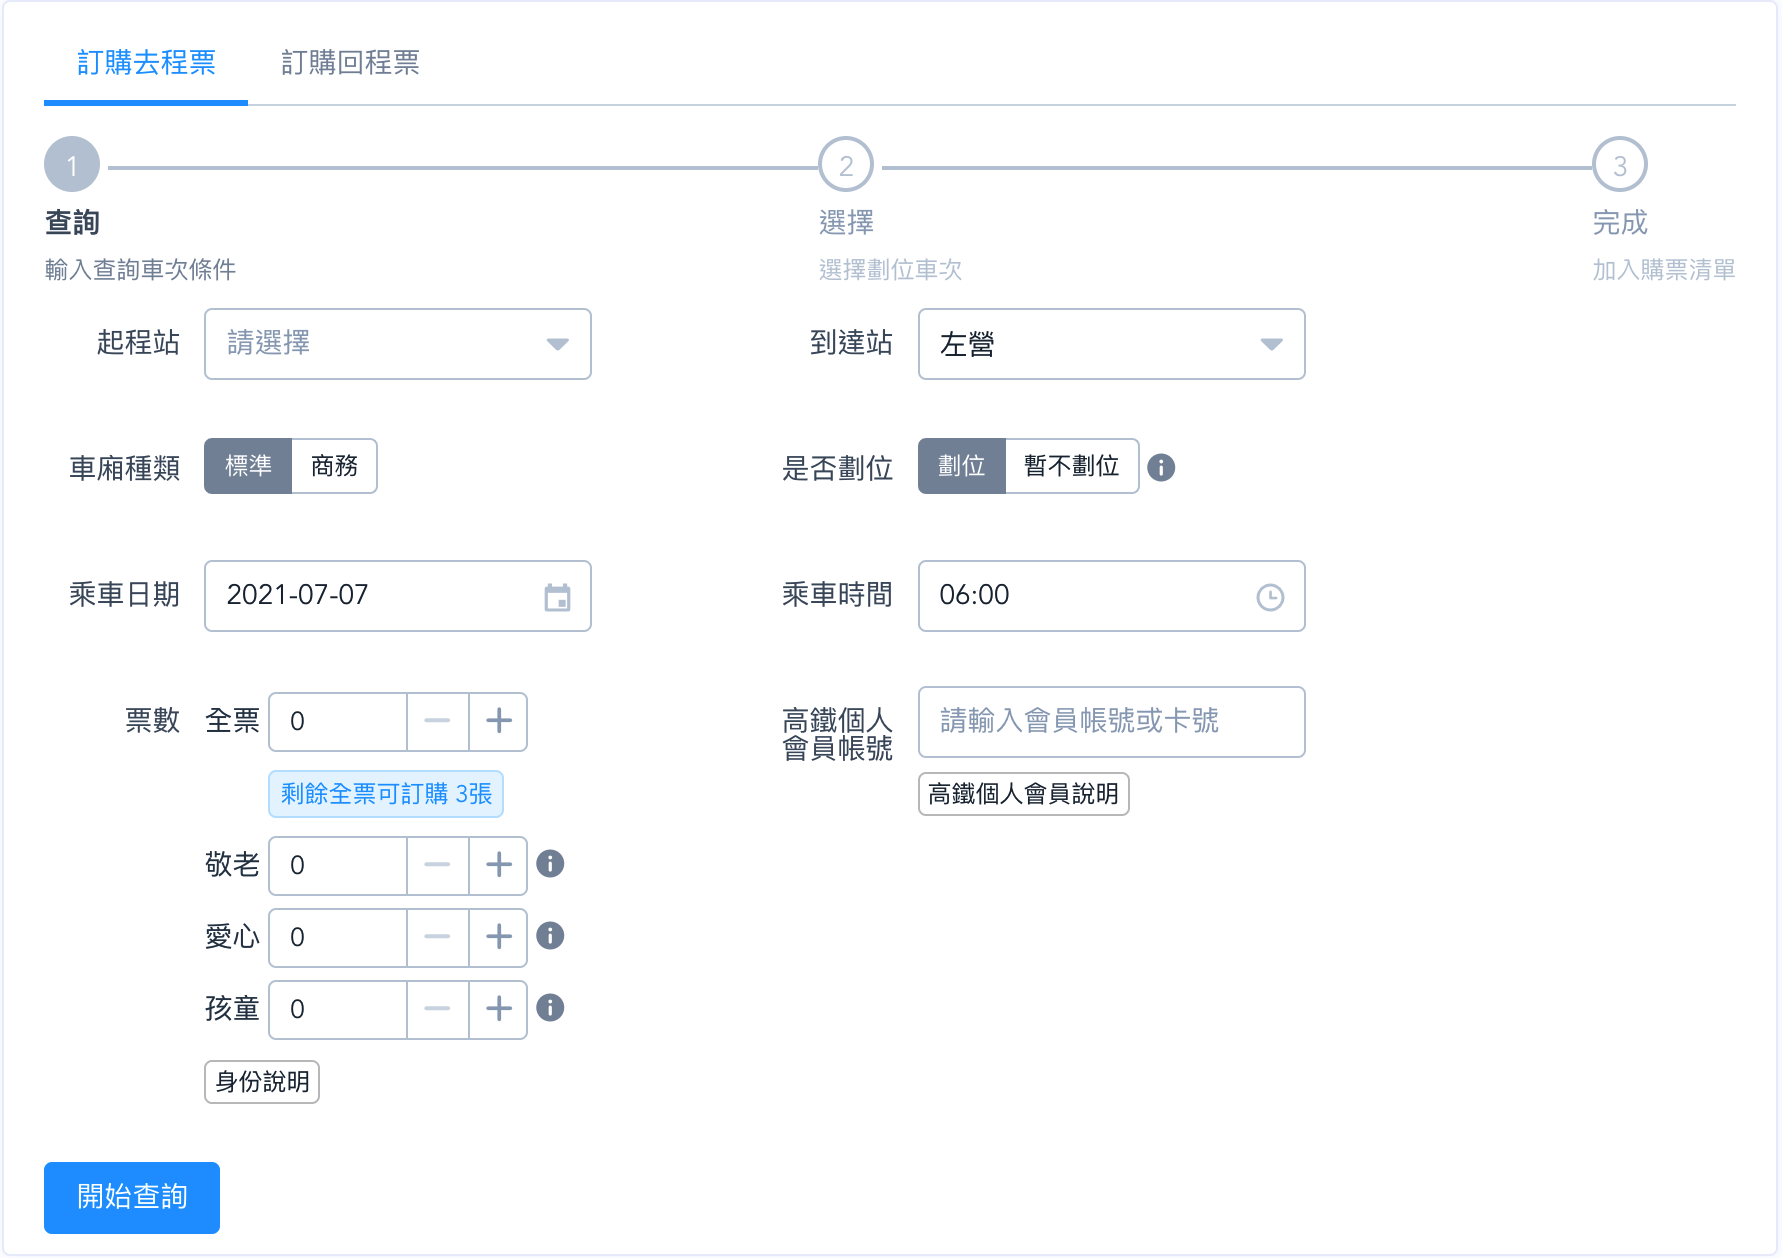 訂購去程票 訂購回程票
1 2 3
查詢 選擇 完成
輸入查詢車次條件 選擇劃位車次 加入購票清單
起程站 請選擇 到達站 左營
車廂種類 標準 商務 是否劃位 劃位 暫不劃位
乘車日期 2021-07-07 乘車時間 06:00
票數 全票 0 高鐵個人 請輸入會員帳號或卡號
會員帳號
剩餘全票可訂購 3張 高鐵個人會員說明
敬老 0
愛心 0
孩童 0
身份說明
開始查詢